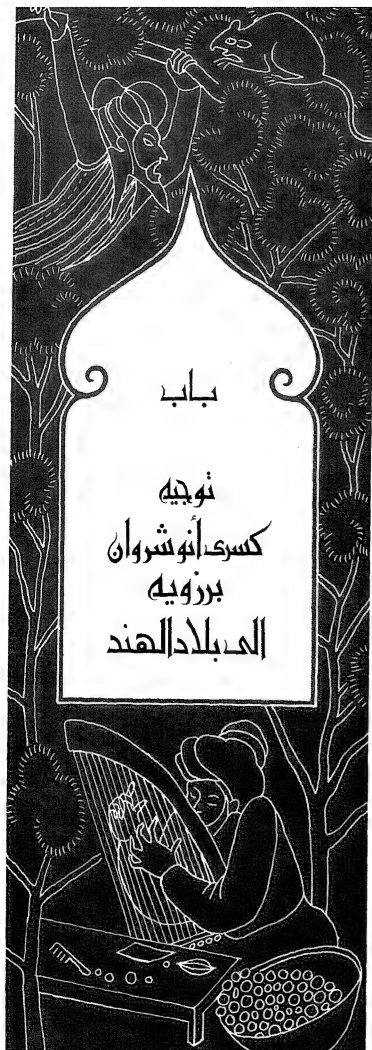 باب
توجيه
كسرى أنوشروان
برزويه
الى بلاد الهند